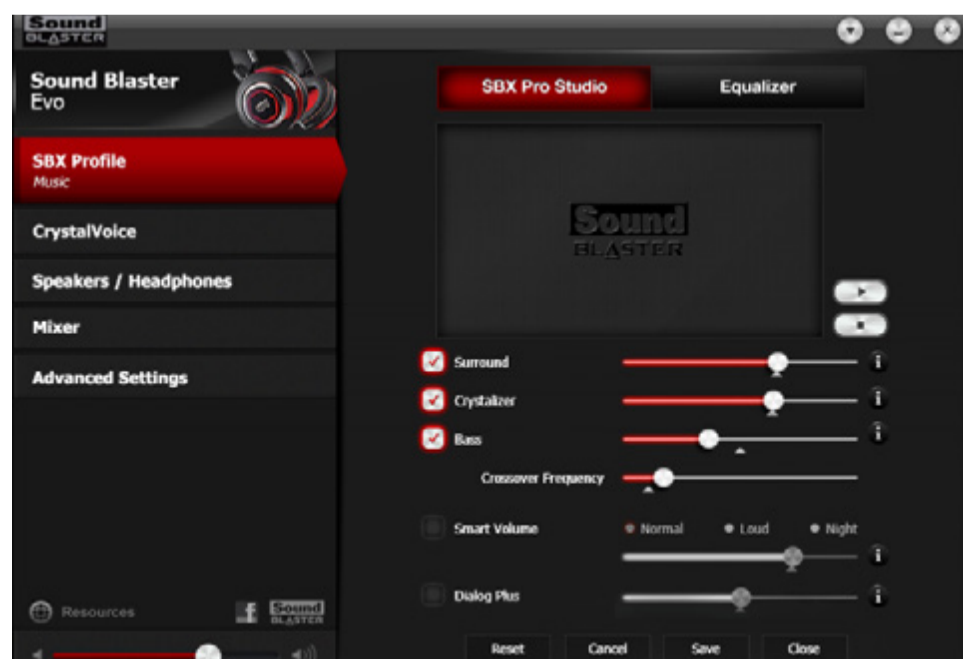 Sound
BLASTER
Sound Blaster
Evo
SBX Profile
Music
CrystalVoice
Speakers / Headphones
Mixer
Advanced Settings
Resources
f
Sound
BLASTER
SBX Pro Studio
Equalizer
Sound
BLASTER
Surround
i
Crystalizer
i
Bass
i
Crossover Frequency
Smart Volume
Normal
Loud
Night
i
Dialog Plus
i
Reset
Cancel
Save
Close